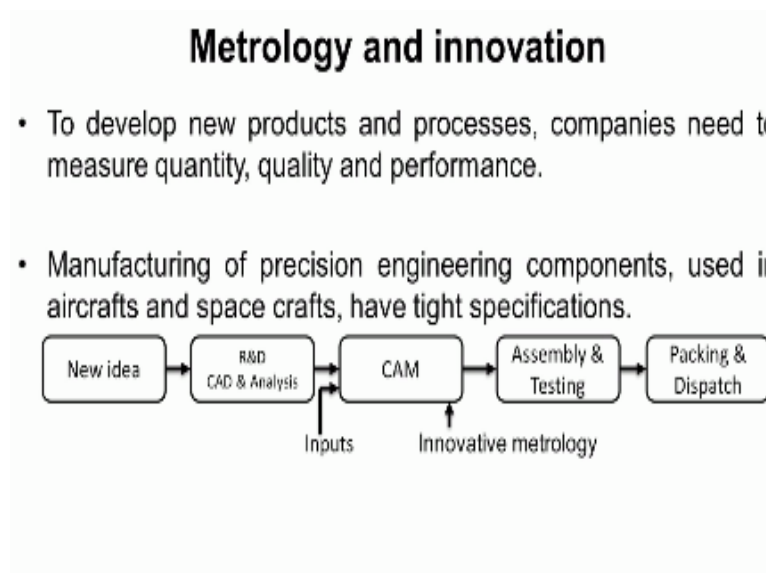 Metrology and innovation
• To develop new products and processes, companies need to
measure quantity, quality and performance.
• Manufacturing of precision engineering components, used in
aircrafts and space crafts, have tight specifications.
New idea
R&D
CAD & Analysis
CAM
Assembly &
Testing
Packing &
Dispatch
Inputs
Innovative metrology